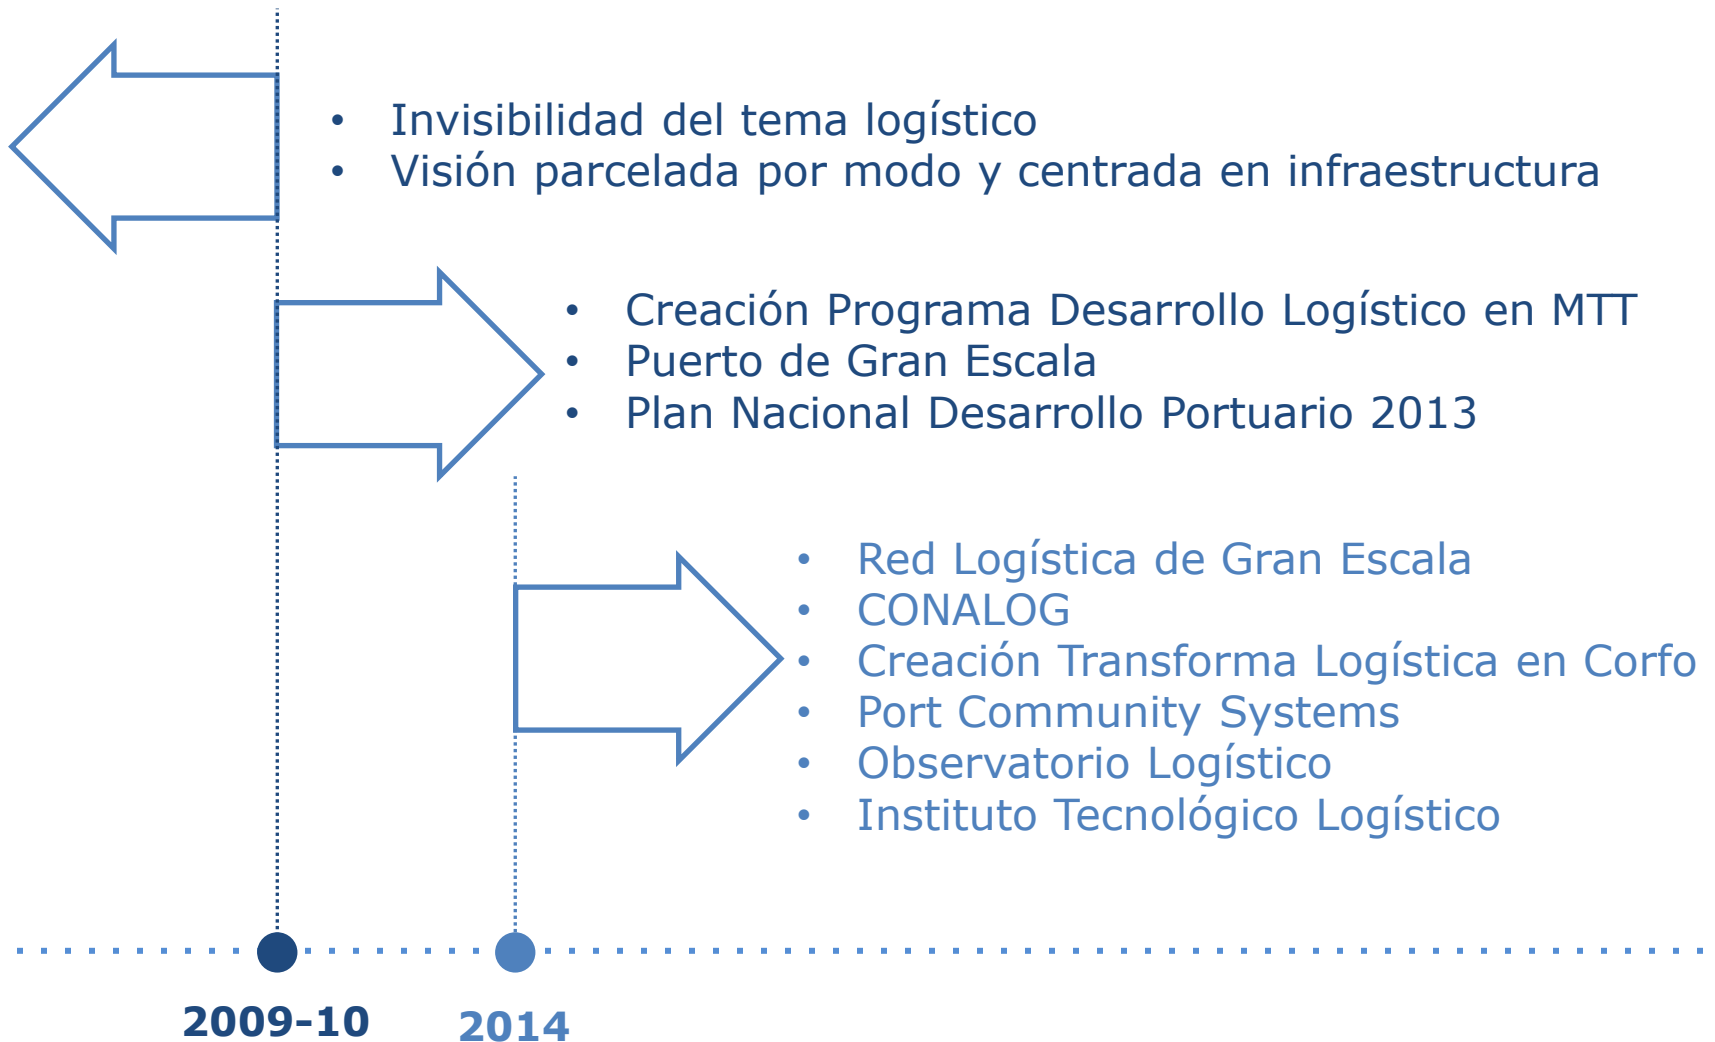 • Invisibilidad del tema logístico
• Visión parcelada por modo y centrada en infraestructura
• Creación Programa Desarrollo Logístico en MTT
• Puerto de Gran Escala
• Plan Nacional Desarrollo Portuario 2013
• Red Logística de Gran Escala
• CONALOG
• Creación Transforma Logística en Corfo
• Port Community Systems
• Observatorio Logístico
• Instituto Tecnológico Logístico
2009-10
2014